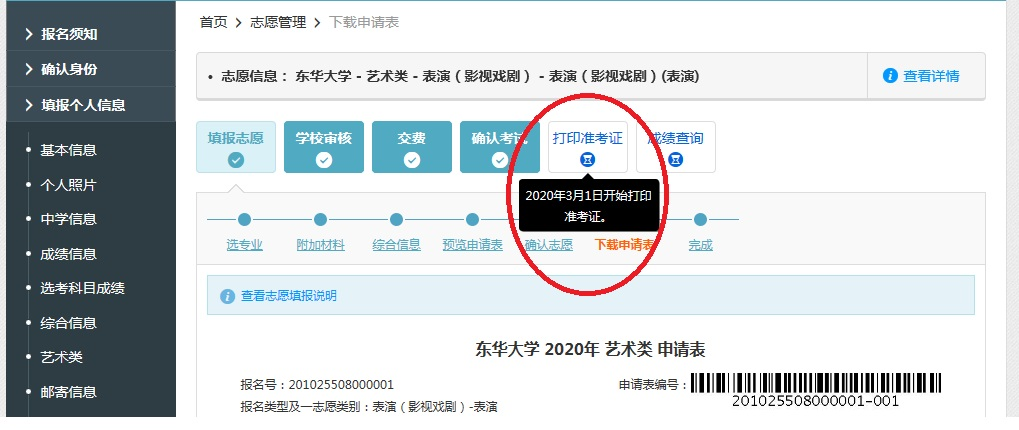 报名须知
确认身份
填报个人信息
基本信息
个人照片
中学信息
成绩信息
选考科目成绩
综合信息
艺术类
邮寄信息
首页 > 志愿管理 > 下载申请表
• 志愿信息： 东华大学 - 艺术类 - 表演（影视戏剧） - 表演（影视戏剧）(表演)
查看详情
填报志愿 学校审核 交费 确认考试 打印准考证 成绩查询
2020年3月1日开始打印
准考证。
选专业 附加材料 综合信息 预览申请表 确认志愿 下载申请表 完成
查看志愿填报说明
东华大学 2020年 艺术类 申请表
报名号：201025508000001 申请表编号：
201025508000001-001
报名类型及一志愿类别：表演（影视戏剧）-表演